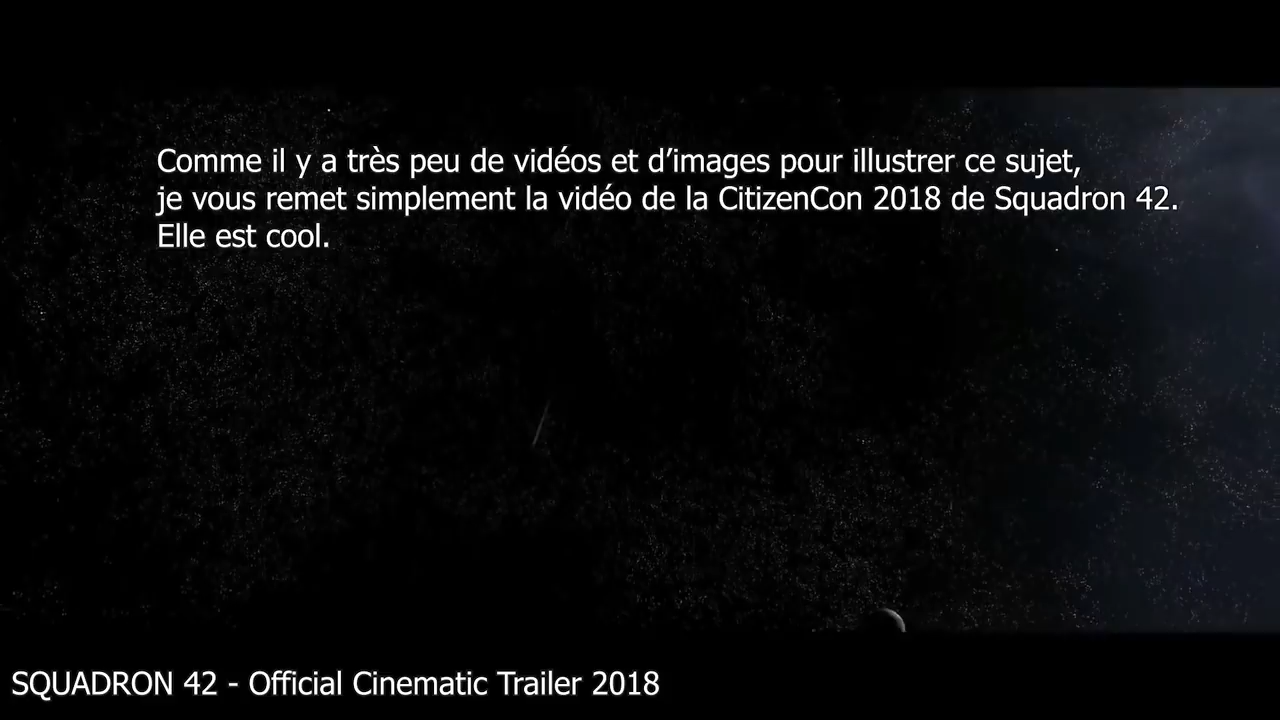 Comme il y a très peu de vidéos et d’images pour illustrer ce sujet,
je vous remet simplement la vidéo de la CitizenCon 2018 de Squadron 42.
Elle est cool.
SQUADRON 42 - Official Cinematic Trailer 2018